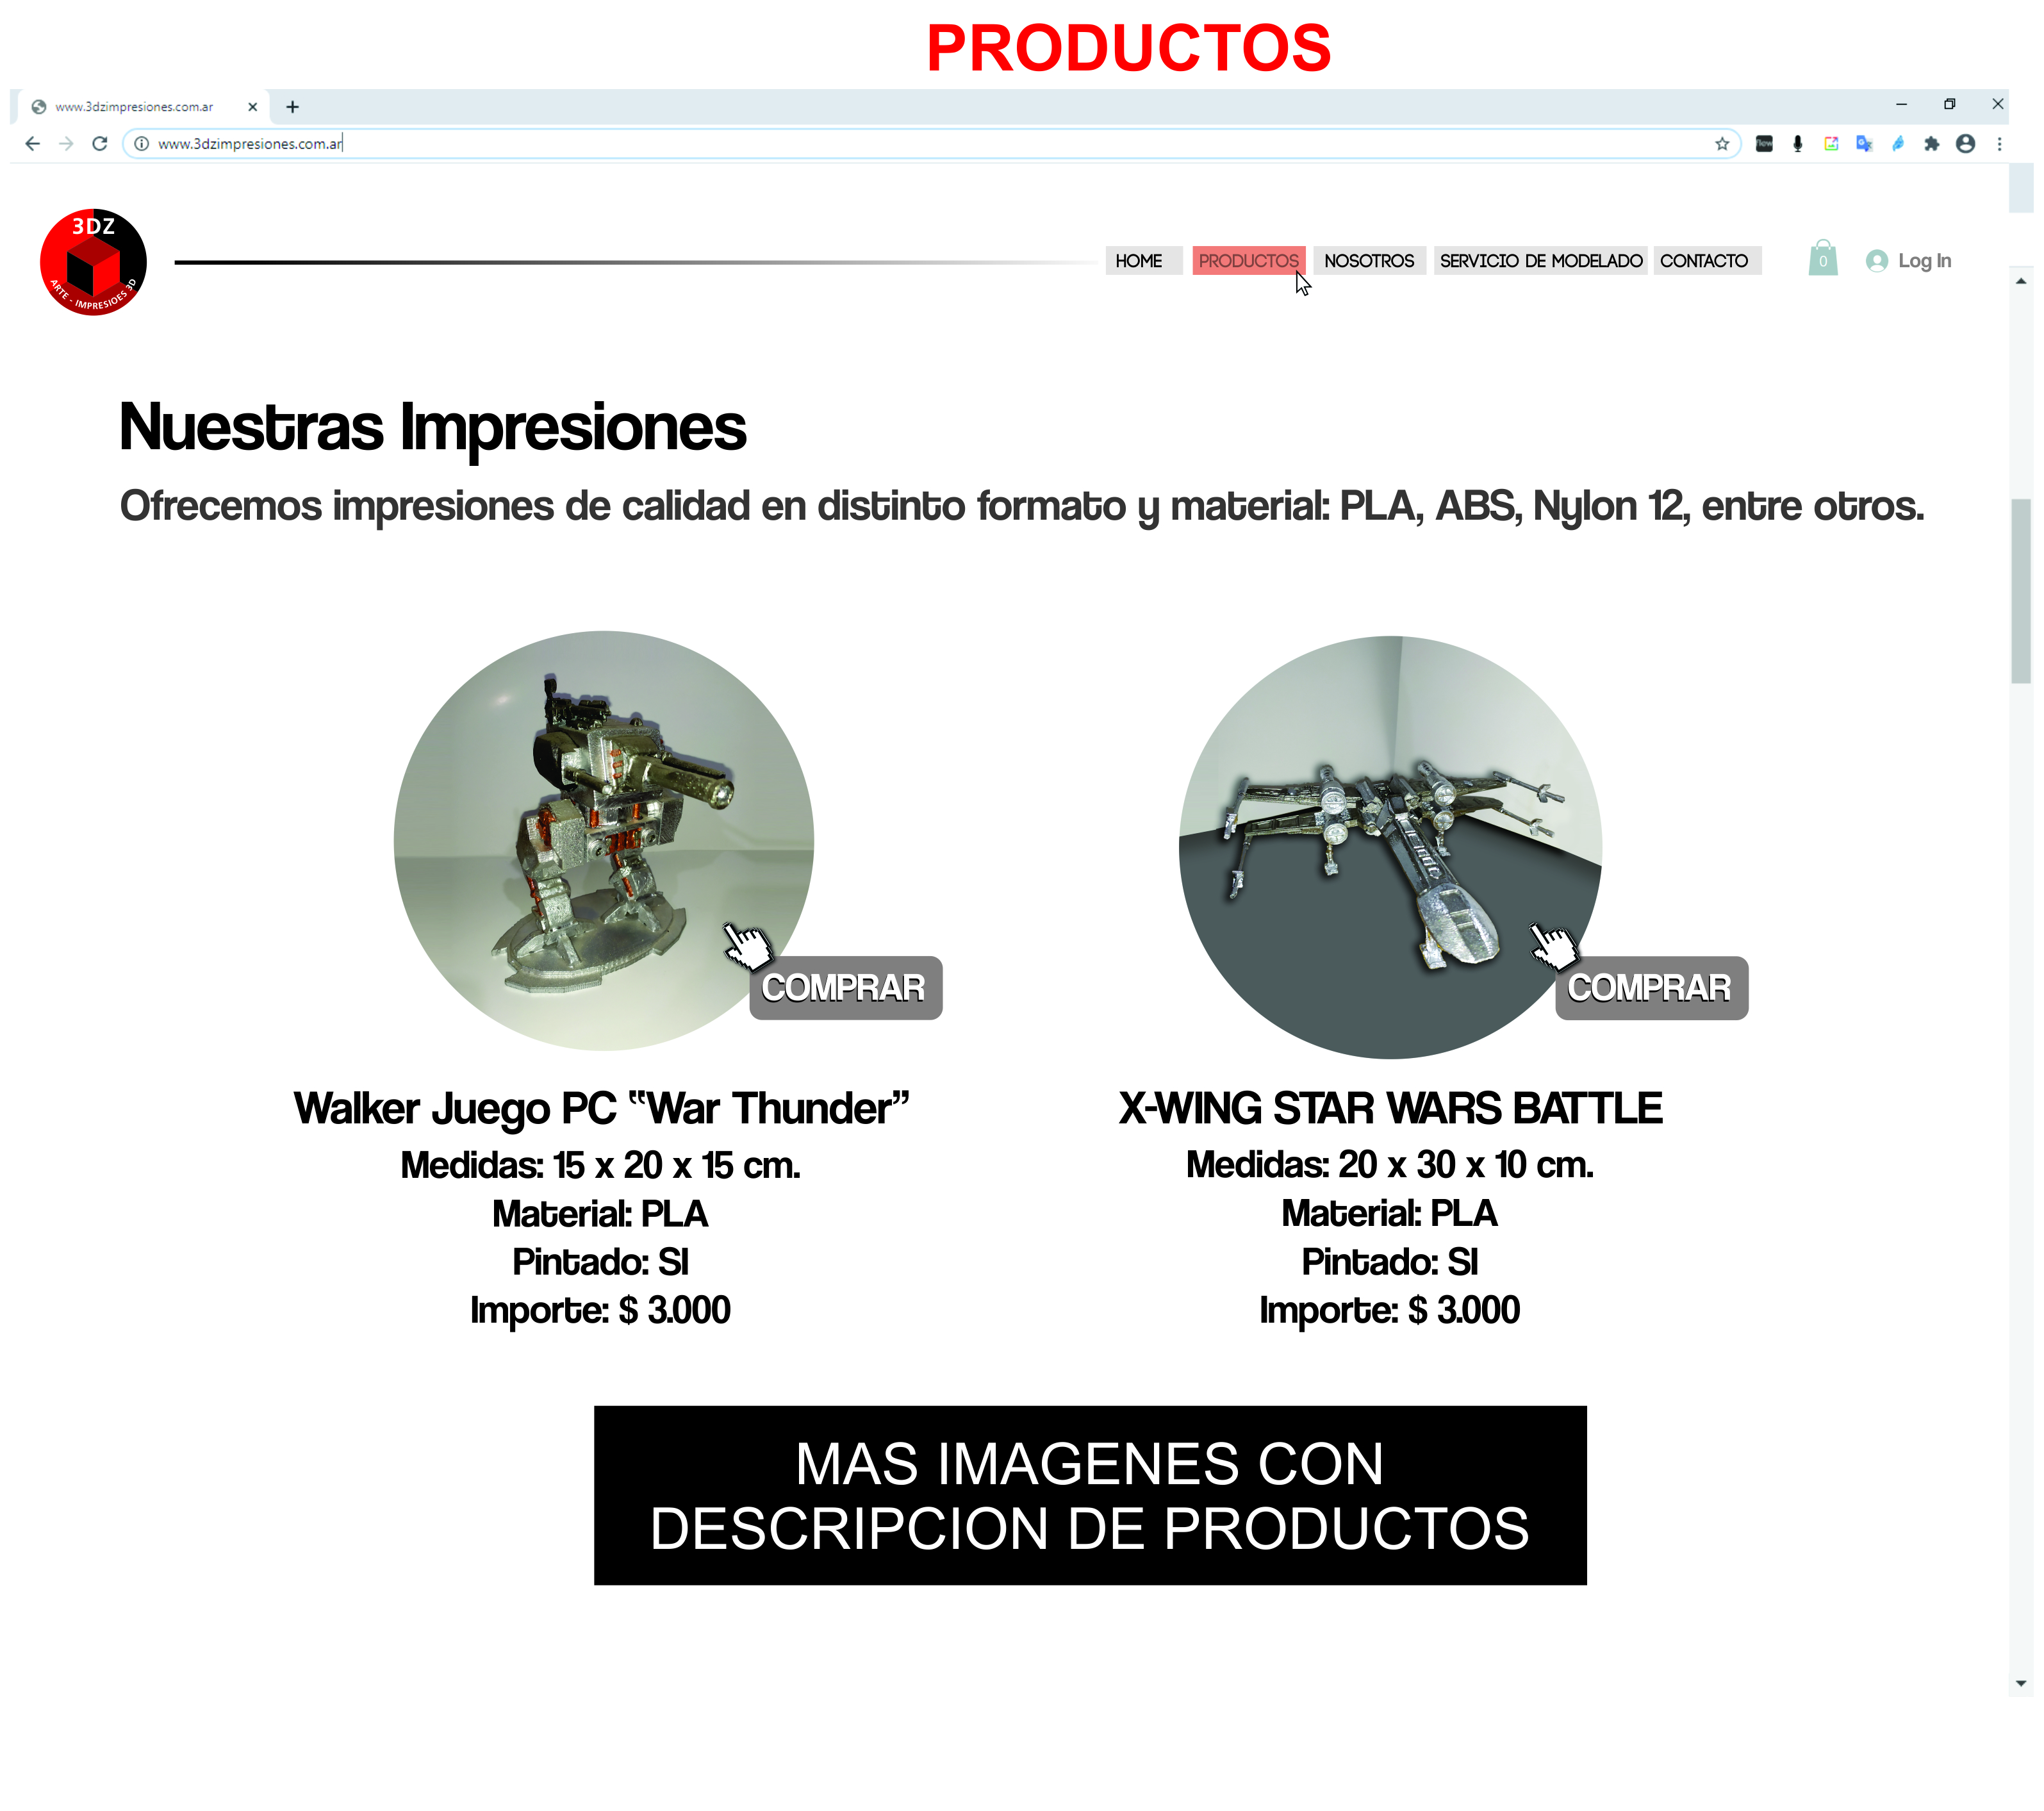 PRODUCTOS
www.3dzimpresiones.com.ar
www.3dzimpresiones.com.ar
new
3DZ
ARTE - IMPRESIOES 3D
HOME PRODUCTOS NOSOTROS SERVICIO DE MODELADO CONTACTO 0 Log In
Nuestras Impresiones
Ofrecemos impresiones de calidad en distinto formato y material: PLA, ABS, Nylon 12, entre otros.
COMPRAR COMPRAR
Walker Juego PC “War Thunder”
Medidas: 15 x 20 x 15 cm.
Material: PLA
Pintado: SI
Importe: $ 3.000
X-WING STAR WARS BATTLE
Medidas: 20 x 30 x 10 cm.
Material: PLA
Pintado: SI
Importe: $ 3.000
MAS IMAGENES CON
DESCRIPCION DE PRODUCTOS